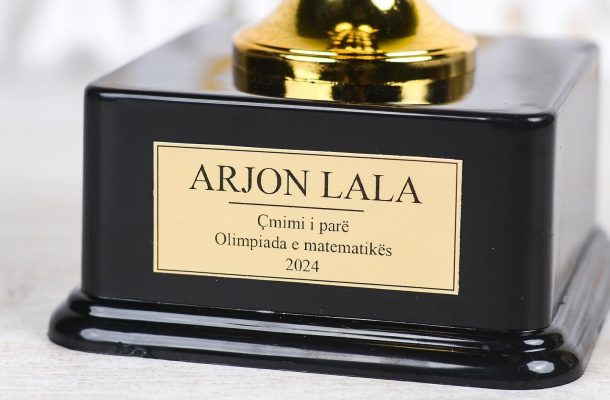 ARJON LALA
Çmimi i parë
Olimpiada e matematikës
2024